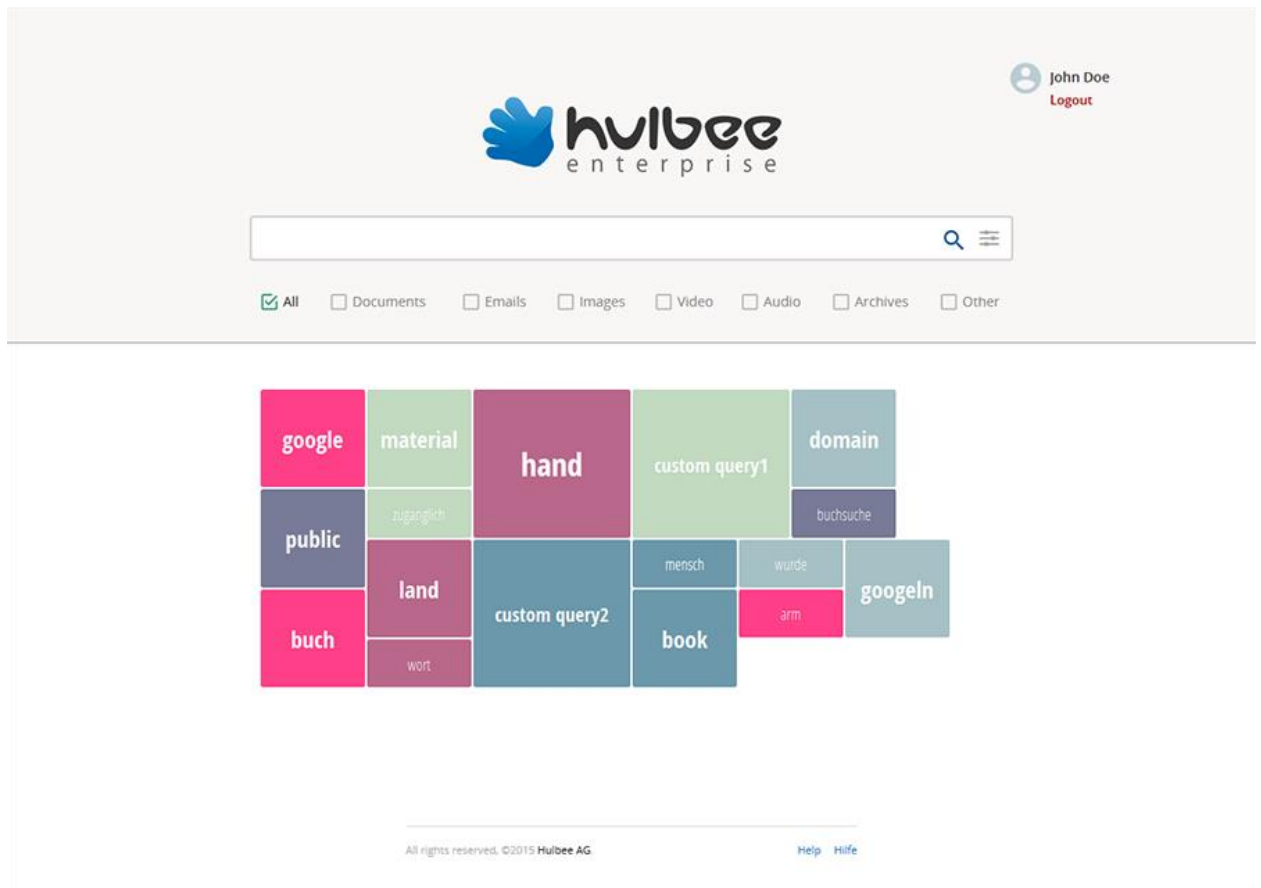 John Doe
Logout
hulbee
enterprise
All Documents Emails Images Video Audio Archives Other
google material hand custom query1 domain
zuganglich buchsuche
public
land custom query2 mensch wurde googeln
arm
buch book
wort
All rights reserved, ©2015 Hulbee AG Help Hilfe